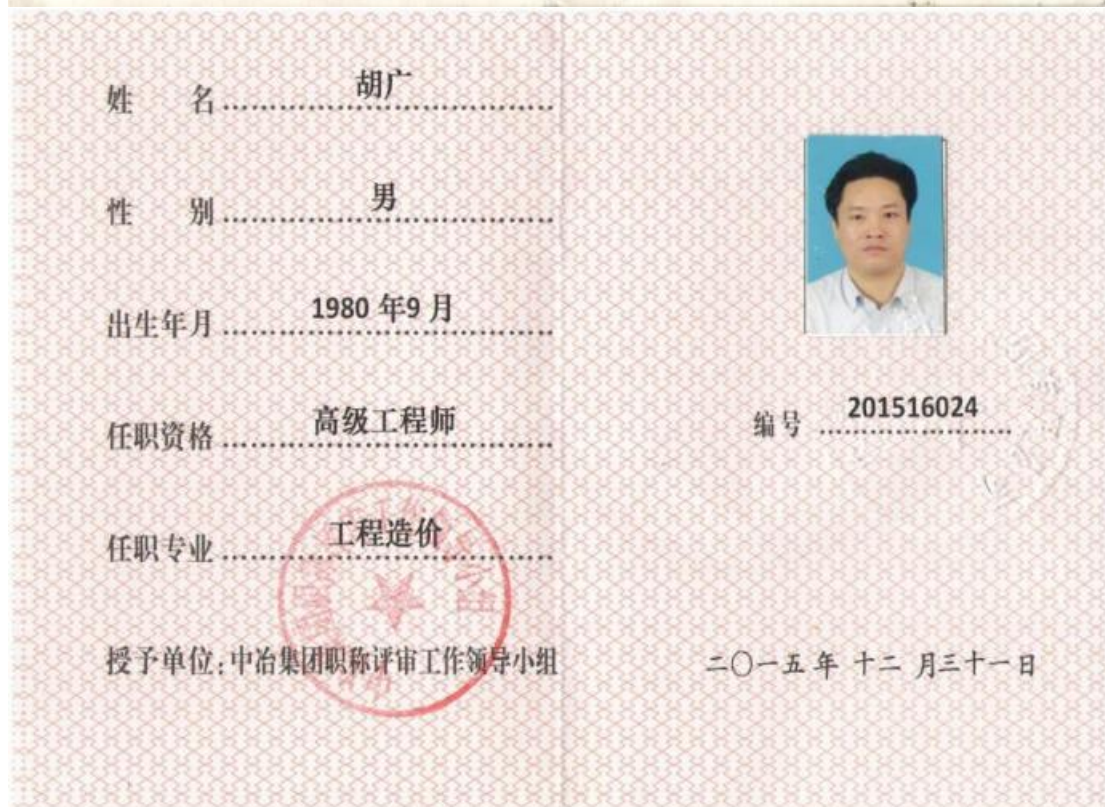 姓 名 胡广
性 别 男
出生年月 1980 年9 月
任职资格 高级工程师
任职专业 工程造价
授予单位:中冶集团职称评审工作领导小组
编号 201516024
二〇一五年 十二 月三十一日